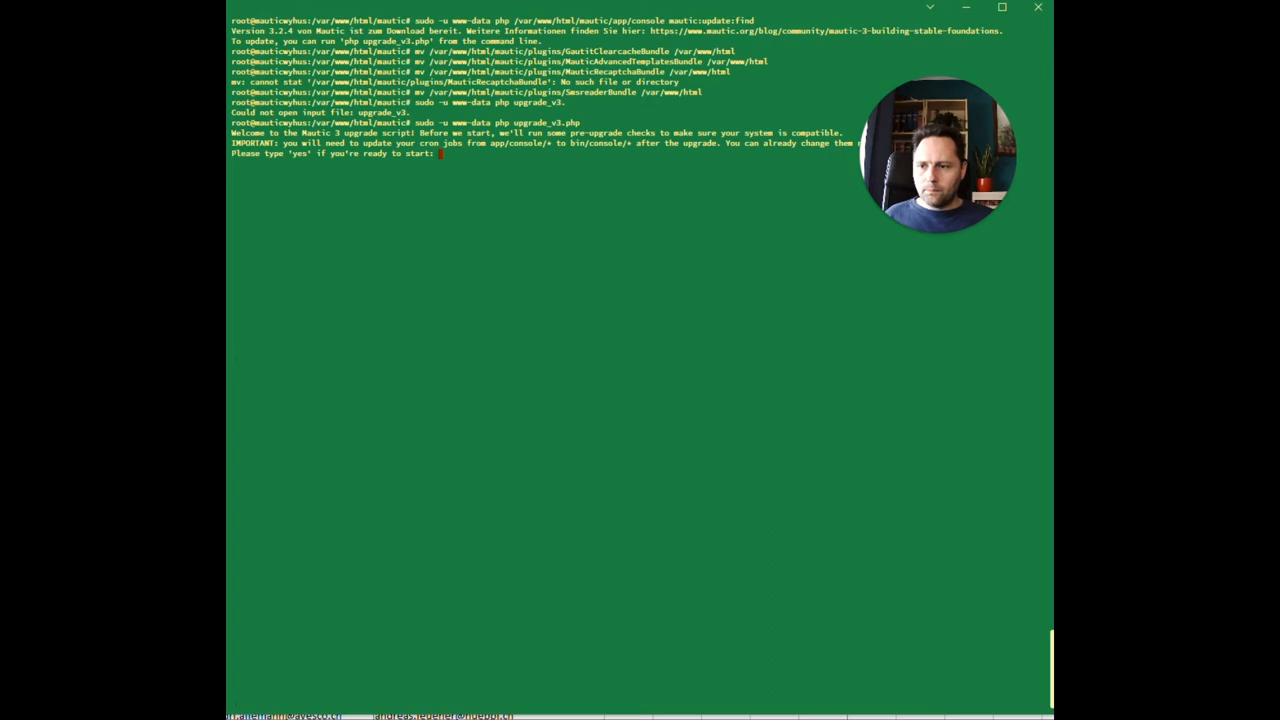 root@mauticwyhus:/var/www/html/mautic# sudo -u www-data php /var/www/html/mautic/app/console mautic:update:find
Version 3.2.4 von Mautic ist zum Download bereit. Weitere Informationen finden Sie hier: https://www.mautic.org/blog/community/mautic-3-building-stable-foundations.
To update, you can run 'php upgrade_v3.php' from the command line.
root@mauticwyhus:/var/www/html/mautic# mv /var/www/html/mautic/plugins/GautitClearcacheBundle /var/www/html
root@mauticwyhus:/var/www/html/mautic# mv /var/www/html/mautic/plugins/MauticAdvancedTemplatesBundle /var/www/html
root@mauticwyhus:/var/www/html/mautic# mv /var/www/html/mautic/plugins/MauticRecaptchaBundle /var/www/html
mv: cannot stat '/var/www/html/mautic/plugins/MauticRecaptchaBundle': No such file or directory
root@mauticwyhus:/var/www/html/mautic# mv /var/www/html/mautic/plugins/SmsreaderBundle /var/www/html
root@mauticwyhus:/var/www/html/mautic# sudo -u www-data php upgrade_v3.
Could not open input file: upgrade_v3.
root@mauticwyhus:/var/www/html/mautic# sudo -u www-data php upgrade_v3.php
Welcome to the Mautic 3 upgrade script! Before we start, we'll run some pre-upgrade checks to make sure your system is compatible.
IMPORTANT: you will need to update your cron jobs from app/console/* to bin/console/* after the upgrade. You can already change them
Please type 'yes' if you're ready to start: